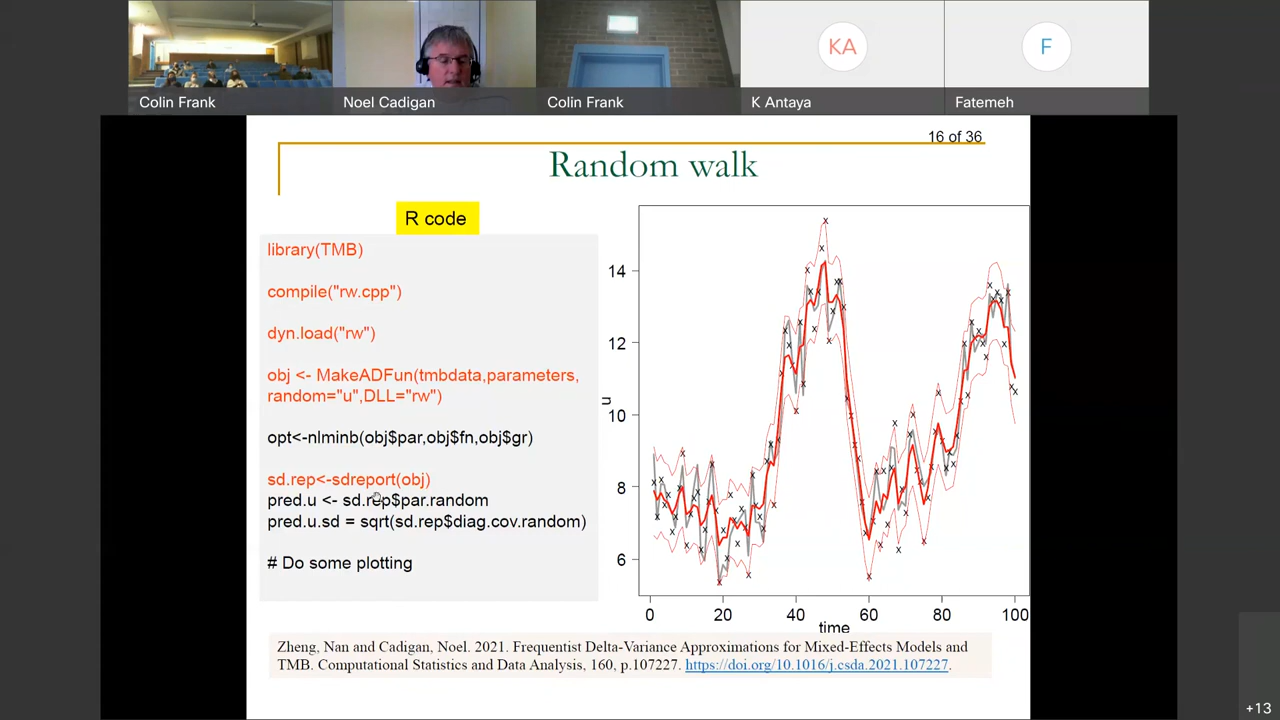 KA
F
Colin Frank
Noel Cadigan
Colin Frank
K Antaya
Fatemeh
16 of 36
Random walk
R code
library(TMB)
compile("rw.cpp")
dyn.load("rw")
obj <- MakeADFun(tmbdata,parameters,
random="u",DLL="rw")
opt<-nlminb(obj$par,obj$fn,obj$gr)
sd.rep<-sdreport(obj)
pred.u <- sd.rep$par.random
pred.u.sd = sqrt(sd.rep$diag.cov.random)
# Do some plotting
14
12
10
8
6
u
0
20
40
60
80
100
time
Zheng, Nan and Cadigan, Noel. 2021. Frequentist Delta-Variance Approximations for Mixed-Effects Models and
TMB. Computational Statistics and Data Analysis, 160, p.107227. https://doi.org/10.1016/j.csda.2021.107227.
+13